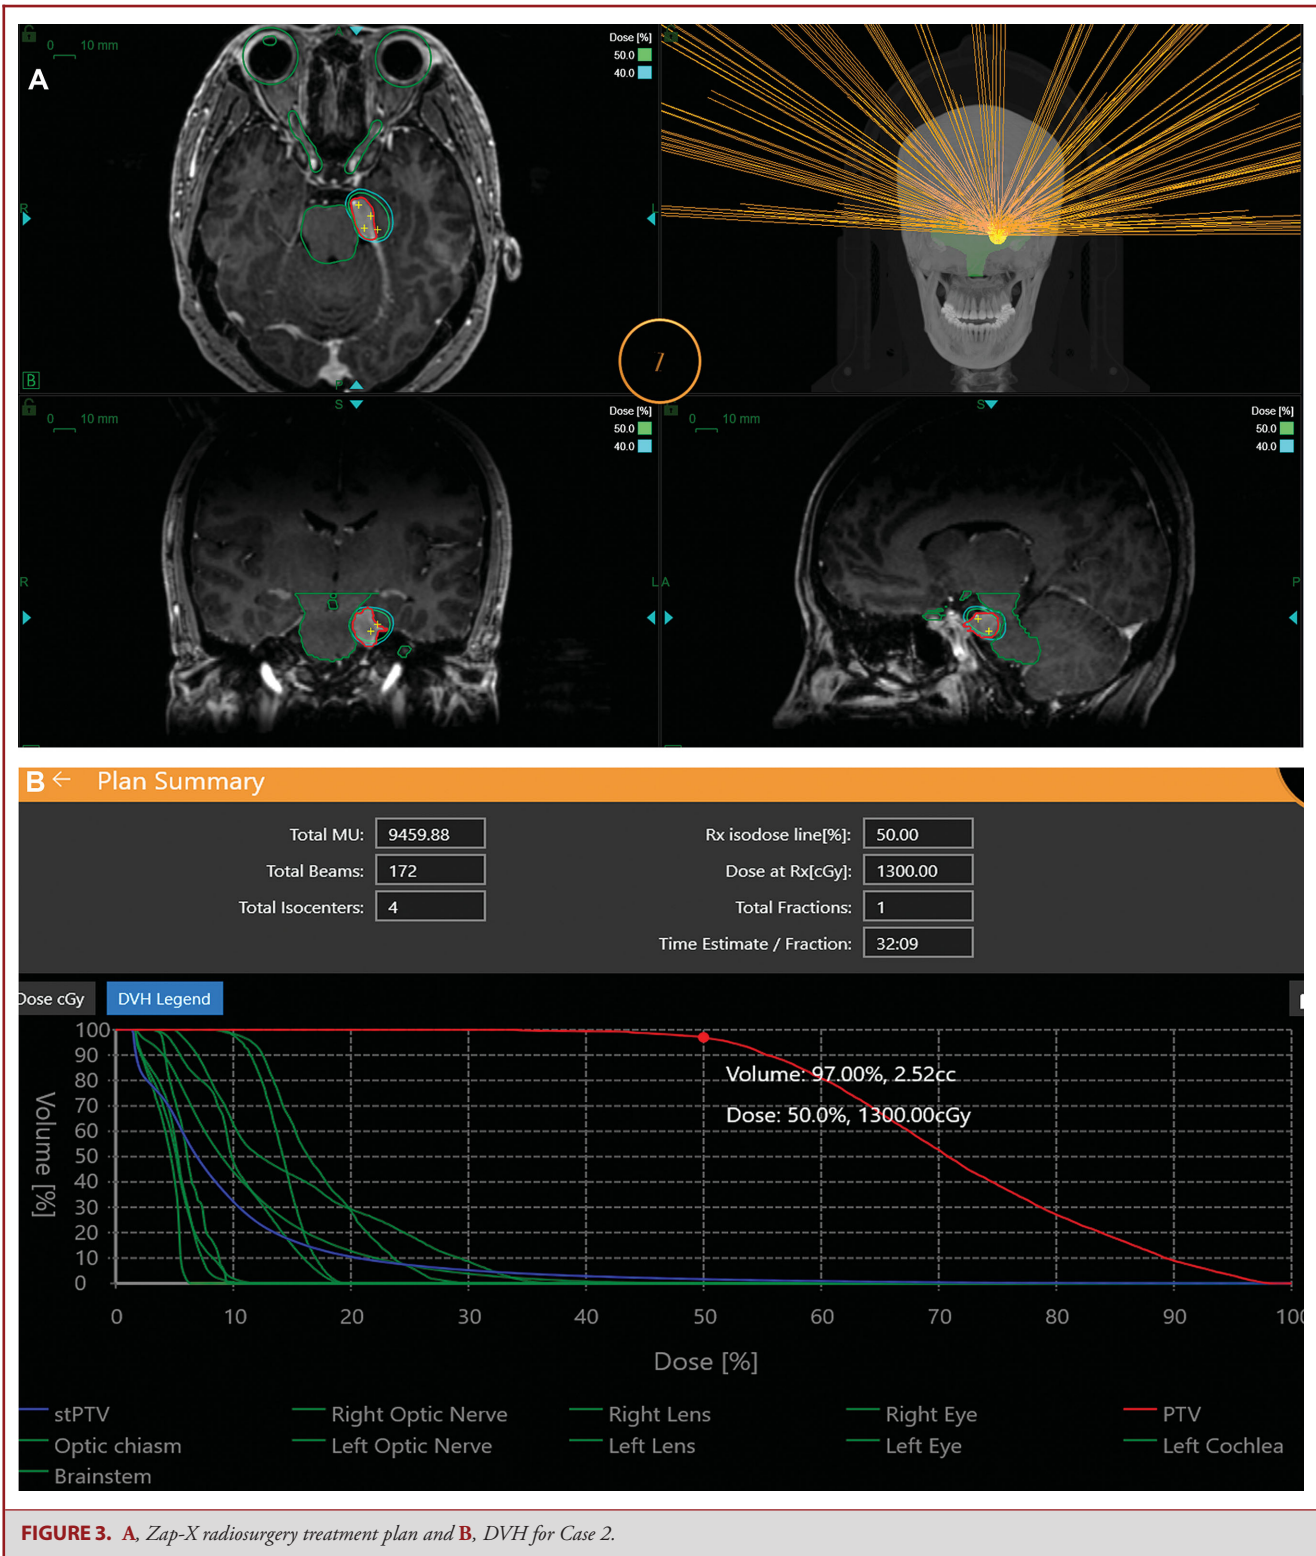 A
0 10 mm
A
Dose [%]
50.0
40.0
R
L
B
P
Z
S
0 10 mm
Dose [%]
50.0
40.0
R
L
S
0 10 mm
Dose [%]
50.0
40.0
A
P
B ← Plan Summary
Total MU: 9459.88
Total Beams: 172
Total Isocenters: 4
Rx isodose line[%]: 50.00
Dose at Rx[cGy]: 1300.00
Total Fractions: 1
Time Estimate / Fraction: 32:09
Dose cGy
DVH Legend
Volume [%]
100
90
80
70
60
50
40
30
20
10
0
Volume: 97.00%, 2.52cc
Dose: 50.0%, 1300.00cGy
0 10 20 30 40 50 60 70 80 90 100
Dose [%]
stPTV Right Optic Nerve Right Lens Right Eye PTV
Optic chiasm Left Optic Nerve Left Lens Left Eye Left Cochlea
Brainstem
FIGURE 3. A, Zap-X radiosurgery treatment plan and B, DVH for Case 2.